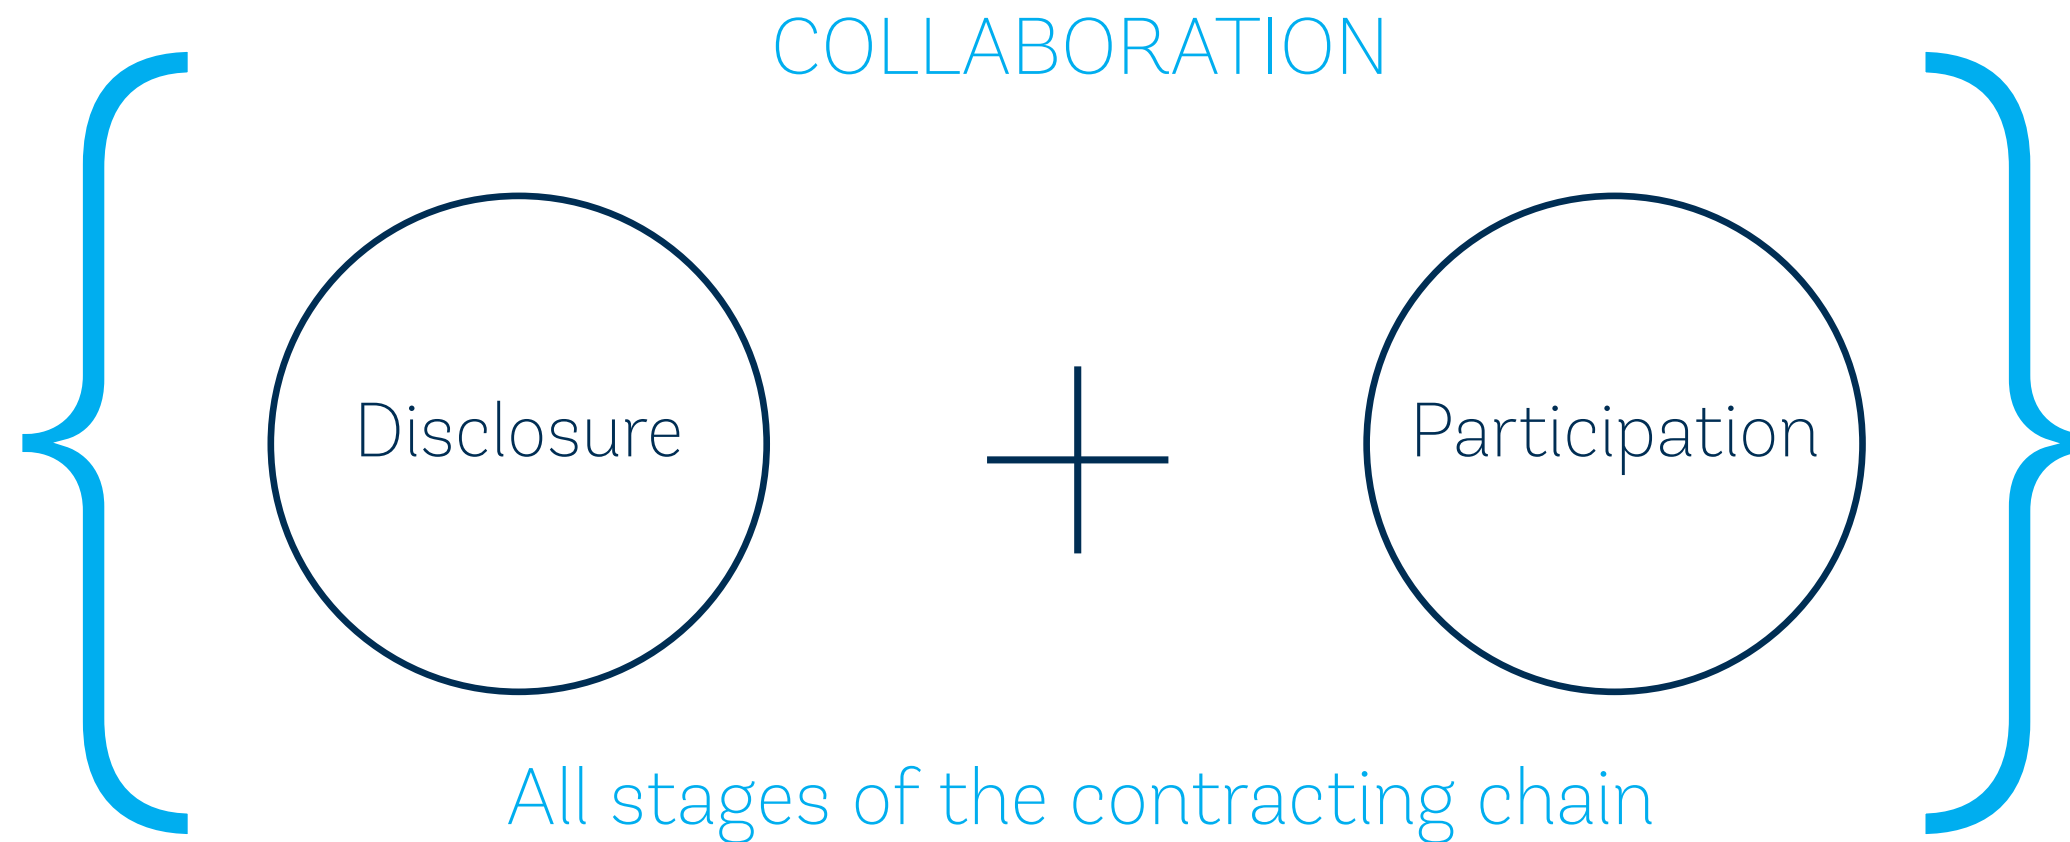 COLLABORATION
Disclosure
Participation
All stages of the contracting chain